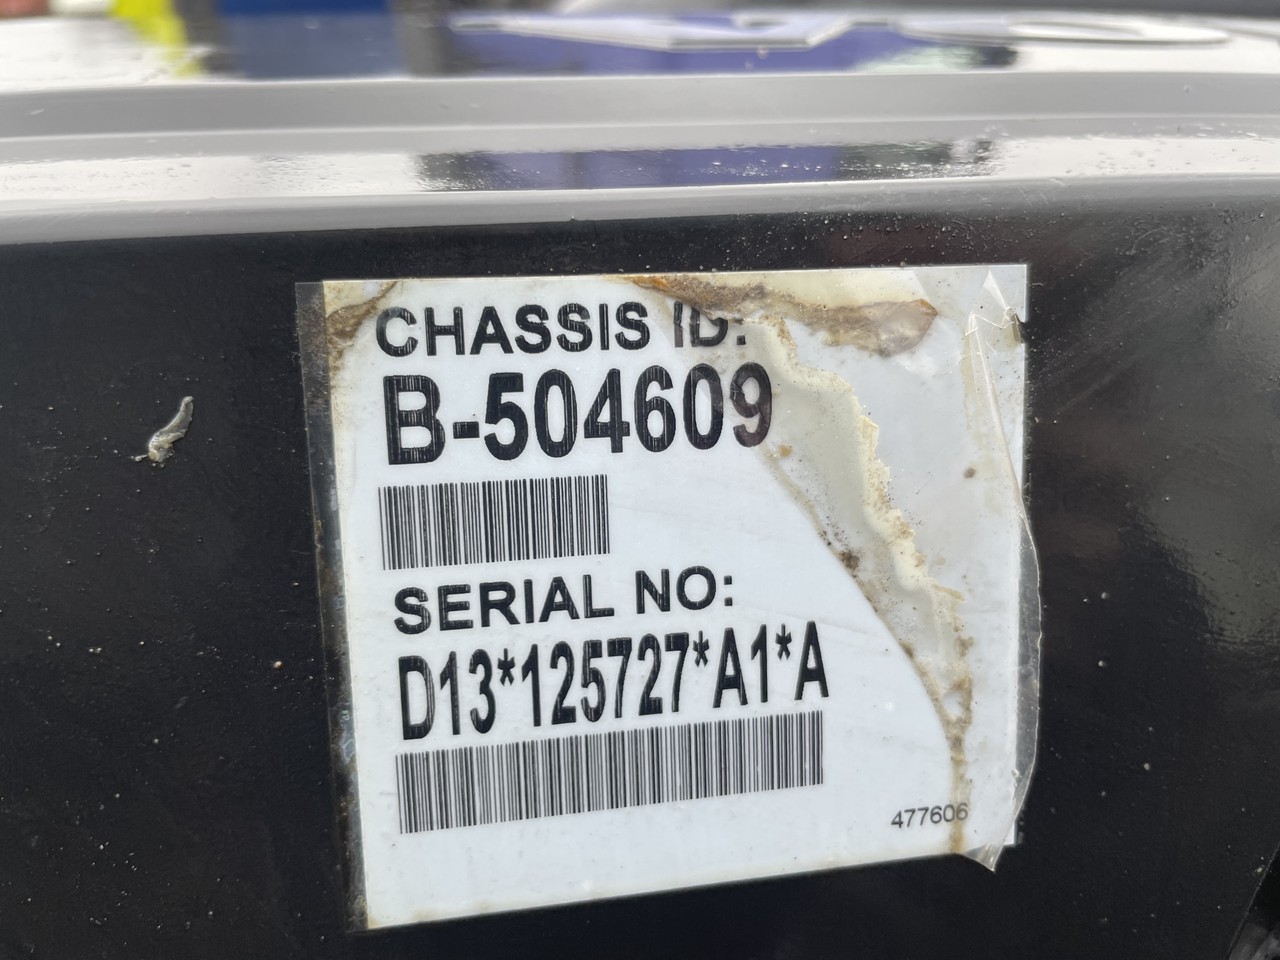 CHASSIS ID:
B-504609
SERIAL NO:
D13*125727*A1*A
477606